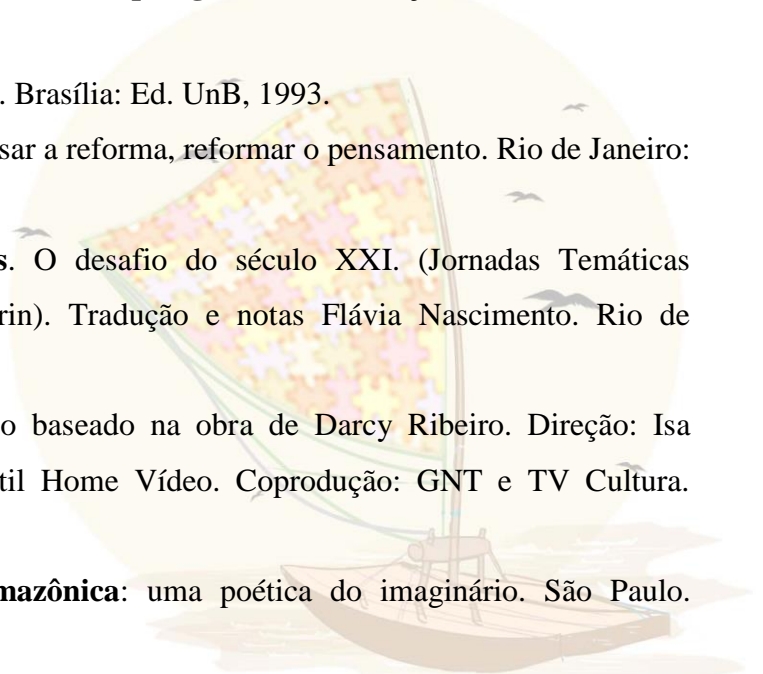 . Brasília: Ed. UnB, 1993.
sar a reforma, reformar o pensamento. Rio de Janeiro:
s. O desafio do século XXI. (Jornadas Temáticas
rin). Tradução e notas Flávia Nascimento. Rio de
o baseado na obra de Darcy Ribeiro. Direção: Isa
til Home Vídeo. Coprodução: GNT e TV Cultura.
mazônica: uma poética do imaginário. São Paulo.